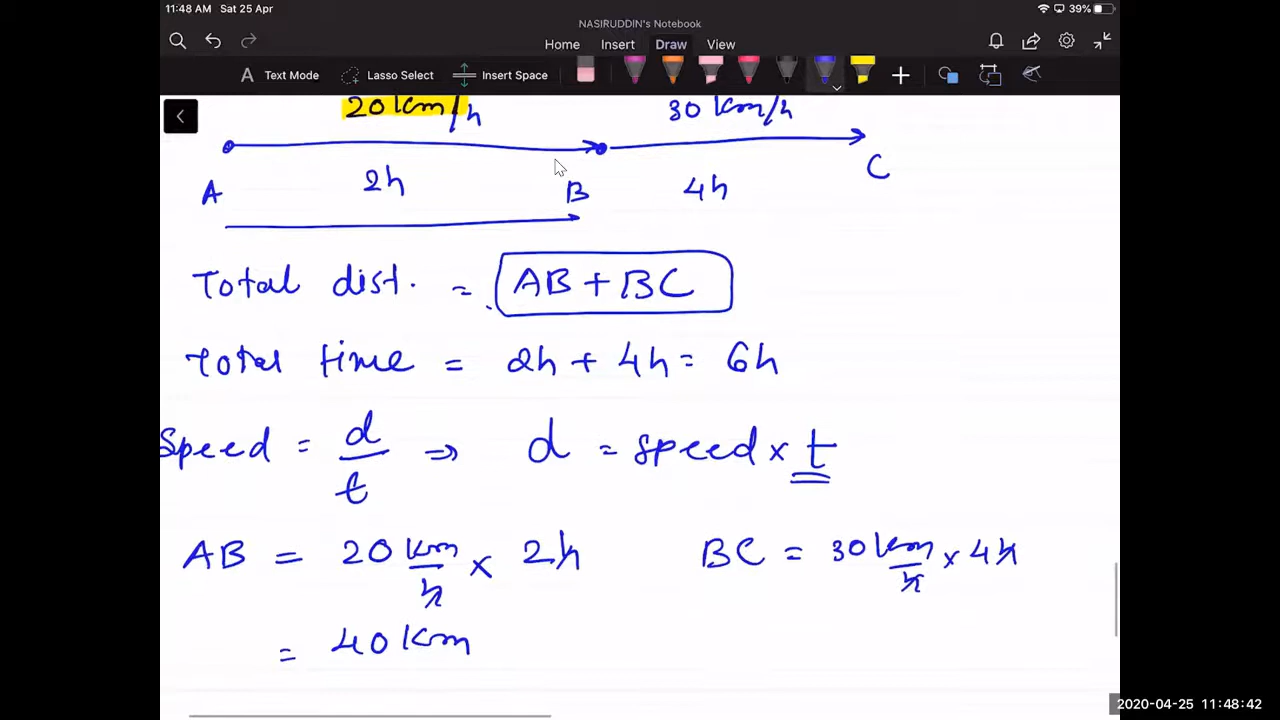 11:48 AM Sat 25 Apr
39%
NASIRUDDIN's Notebook
Home Insert Draw View
A Text Mode Lasso Select Insert Space
20 Km/h 30 Km/h
A 2h B 4h C
Total dist. = AB + BC
Total time = 2h + 4h = 6h
Speed = d/t ⇒ d = speed × t
AB = 20 Km/h × 2h BC = 30 Km/h × 4h
= 40 Km
2020-04-25 11:48:42